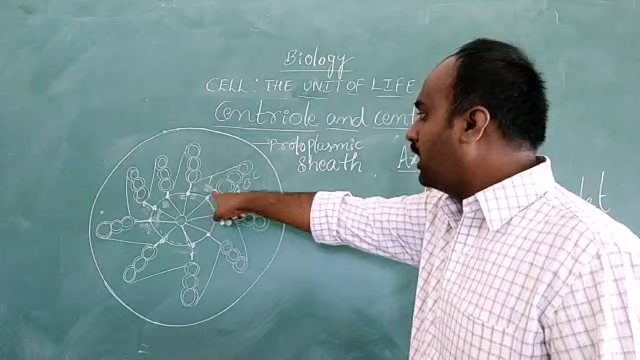 Biology
CELL: THE UNIT OF LIFE
Centriole and cent
Protoplasmic
Sheath